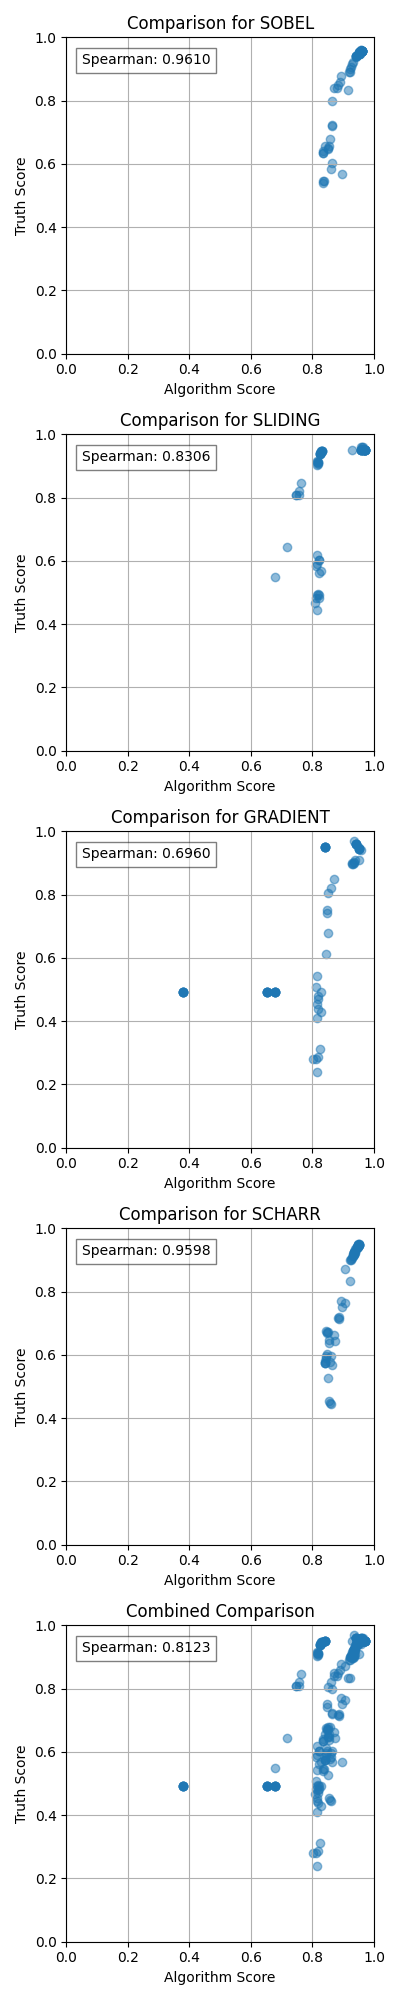 Comparison for SOBEL
1.0
Spearman: 0.9610
0.8
0.6
Truth Score
0.4
0.2
0.0
0.0 0.2 0.4 0.6 0.8 1.0
Algorithm Score
Comparison for SLIDING
1.0
Spearman: 0.8306
0.8
0.6
Truth Score
0.4
0.2
0.0
0.0 0.2 0.4 0.6 0.8 1.0
Algorithm Score
Comparison for GRADIENT
1.0
Spearman: 0.6960
0.8
0.6
Truth Score
0.4
0.2
0.0
0.0 0.2 0.4 0.6 0.8 1.0
Algorithm Score
Comparison for SCHARR
1.0
Spearman: 0.9598
0.8
0.6
Truth Score
0.4
0.2
0.0
0.0 0.2 0.4 0.6 0.8 1.0
Algorithm Score
Combined Comparison
1.0
Spearman: 0.8123
0.8
0.6
Truth Score
0.4
0.2
0.0
0.0 0.2 0.4 0.6 0.8 1.0
Algorithm Score